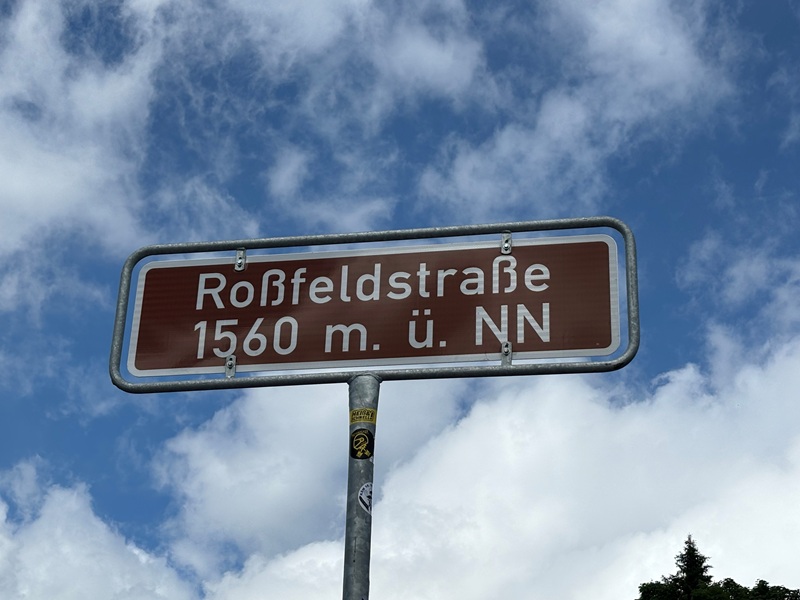 Roßfeldstraße
1560 m. ü. NN